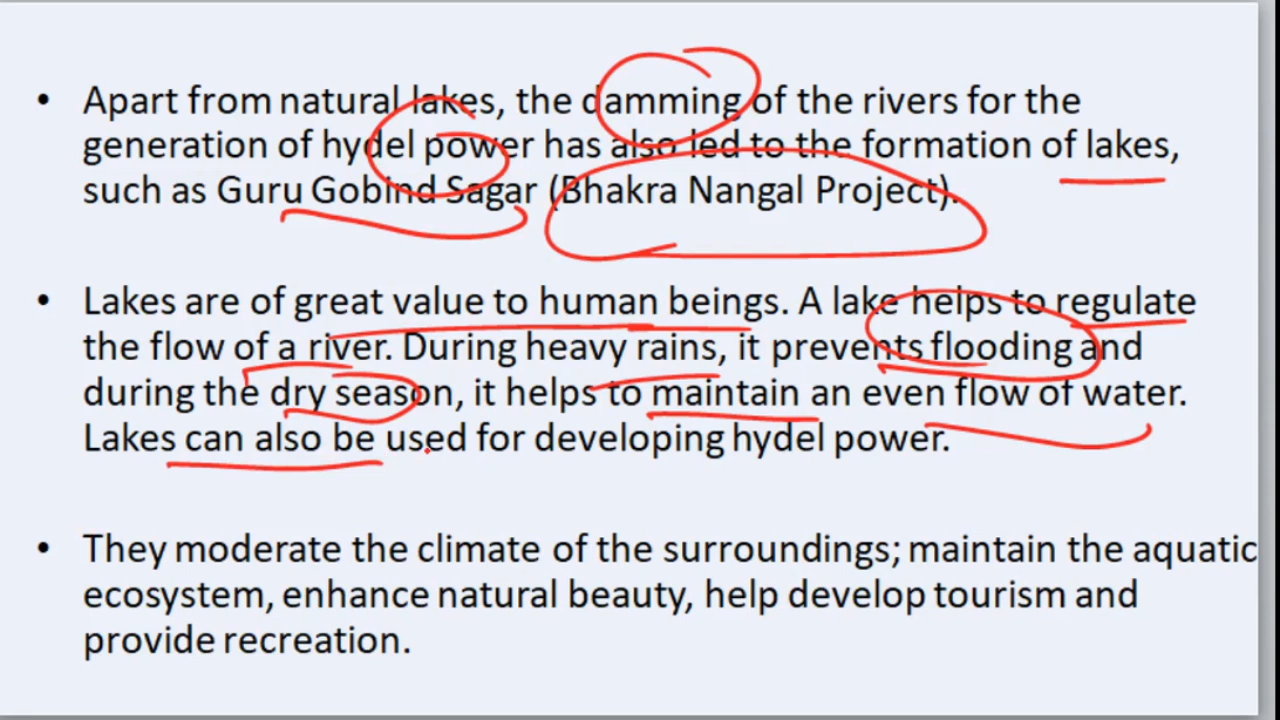 • Apart from natural lakes, the damming of the rivers for the
generation of hydel power has also led to the formation of lakes,
such as Guru Gobind Sagar (Bhakra Nangal Project).
• Lakes are of great value to human beings. A lake helps to regulate
the flow of a river. During heavy rains, it prevents flooding and
during the dry season, it helps to maintain an even flow of water.
Lakes can also be used for developing hydel power.
• They moderate the climate of the surroundings; maintain the aquatic
ecosystem, enhance natural beauty, help develop tourism and
provide recreation.